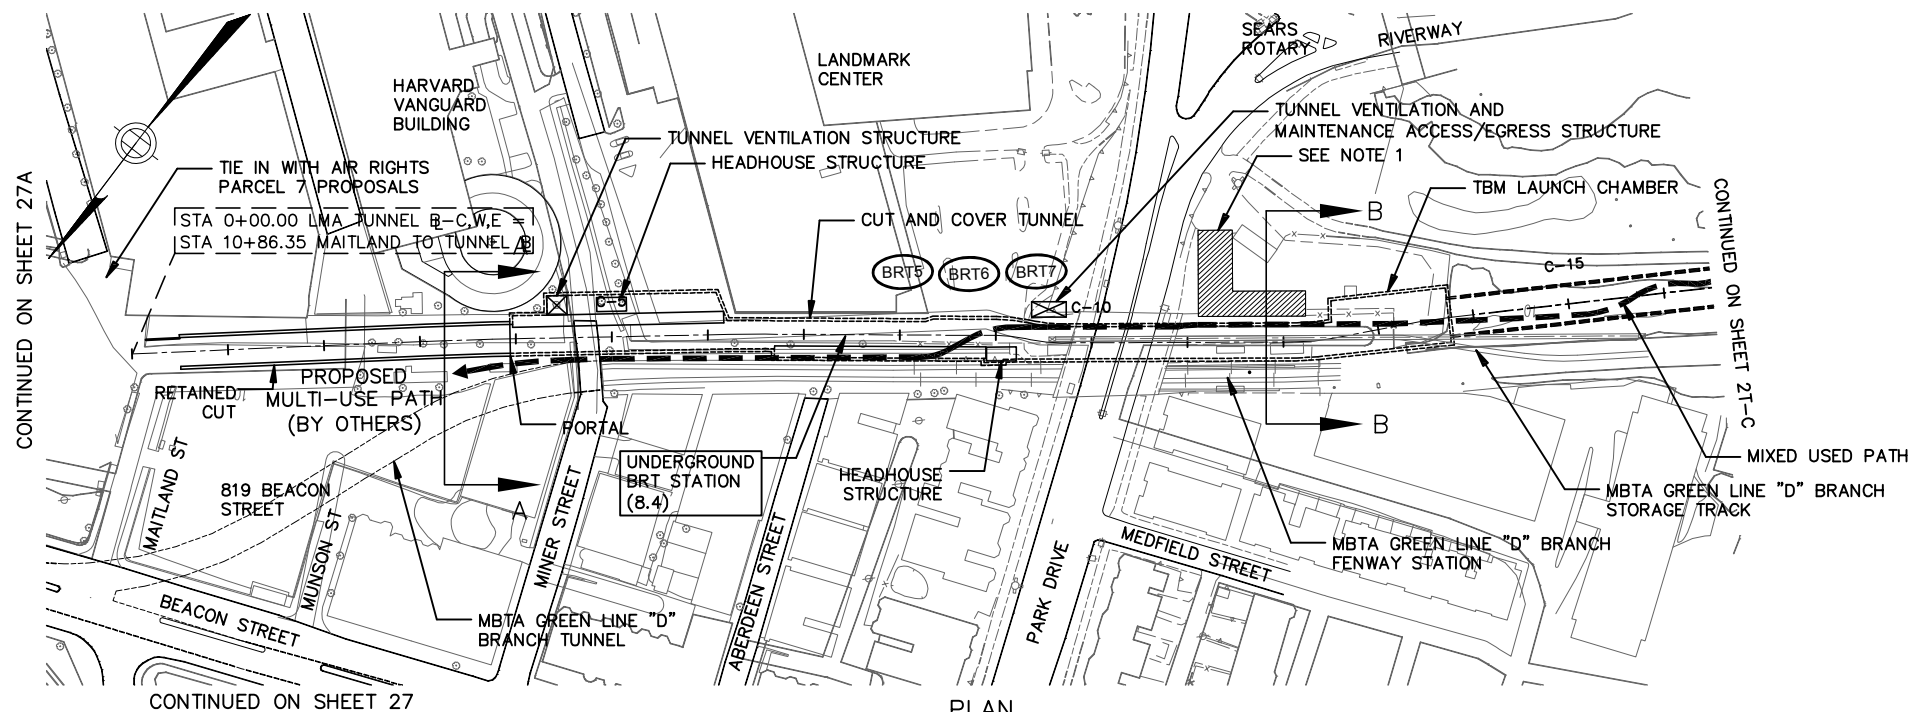 SEARS
ROTARY
RIVERWAY
LANDMARK
CENTER
HARVARD
VANGUARD
BUILDING
TUNNEL VENTILATION AND
MAINTENANCE ACCESS/EGRESS STRUCTURE
TUNNEL VENTILATION STRUCTURE
HEADHOUSE STRUCTURE
SEE NOTE 1
TIE IN WITH AIR RIGHTS
PARCEL 7 PROPOSALS
TBM LAUNCH CHAMBER
CONTINUED ON SHEET 27A
STA 0+00.00 LMA TUNNEL B-C,W,E =
STA 10+86.35 MAITLAND TO TUNNEL B
CUT AND COVER TUNNEL
B
BRT5
BRT6
BRT7
C-15
C-5
C-10
CONTINUED ON SHEET 2T-C
RETAINED
CUT
PROPOSED
MULTI-USE PATH
(BY OTHERS)
PORTAL
B
UNDERGROUND
BRT STATION
(8.4)
HEADHOUSE
STRUCTURE
MIXED USED PATH
MBTA GREEN LINE "D" BRANCH
STORAGE TRACK
819 BEACON
STREET
A
MAITLAND ST
MUNSON ST
MINER STREET
ABERDEEN STREET
PARK DRIVE
MEDFIELD STREET
MBTA GREEN LINE "D" BRANCH
FENWAY STATION
BEACON STREET
MBTA GREEN LINE "D"
BRANCH TUNNEL
CONTINUED ON SHEET 27
PLAN